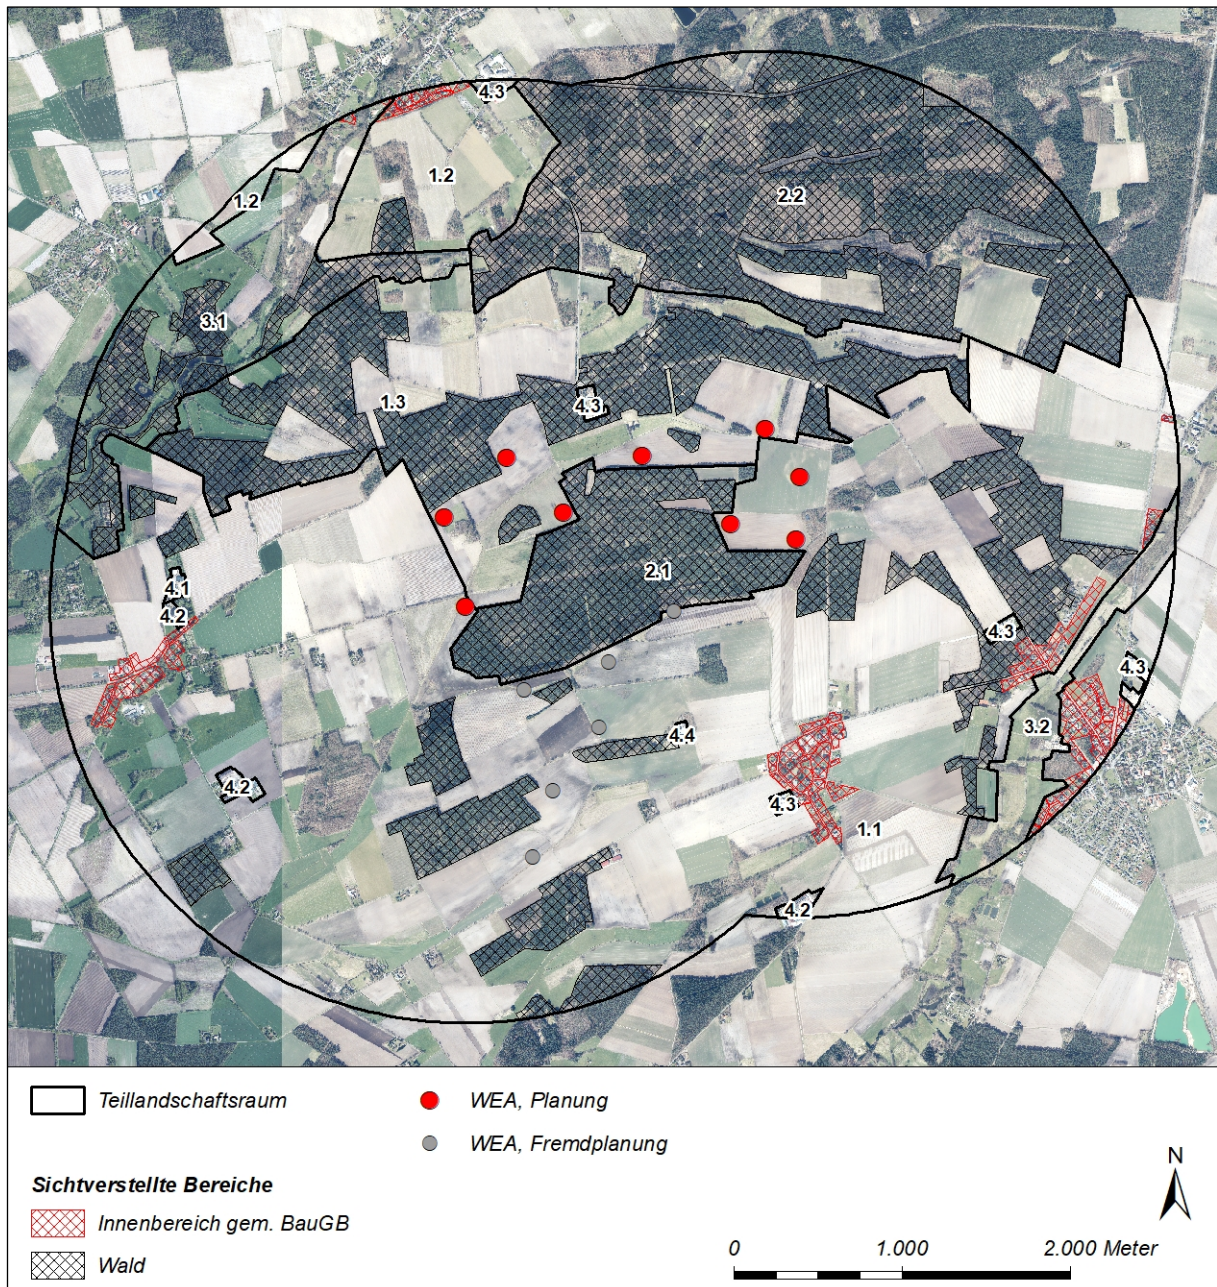 4.3
1.2
1.2
2.2
3.1
1.3
4.3
2.1
4.1
4.2
4.3
4.3
3.2
4.4
4.2
4.3
1.1
4.2
Teillandschaftsraum
WEA, Planung
WEA, Fremdplanung
Sichtverstellte Bereiche
Innenbereich gem. BauGB
Wald
N
0 1.000 2.000 Meter